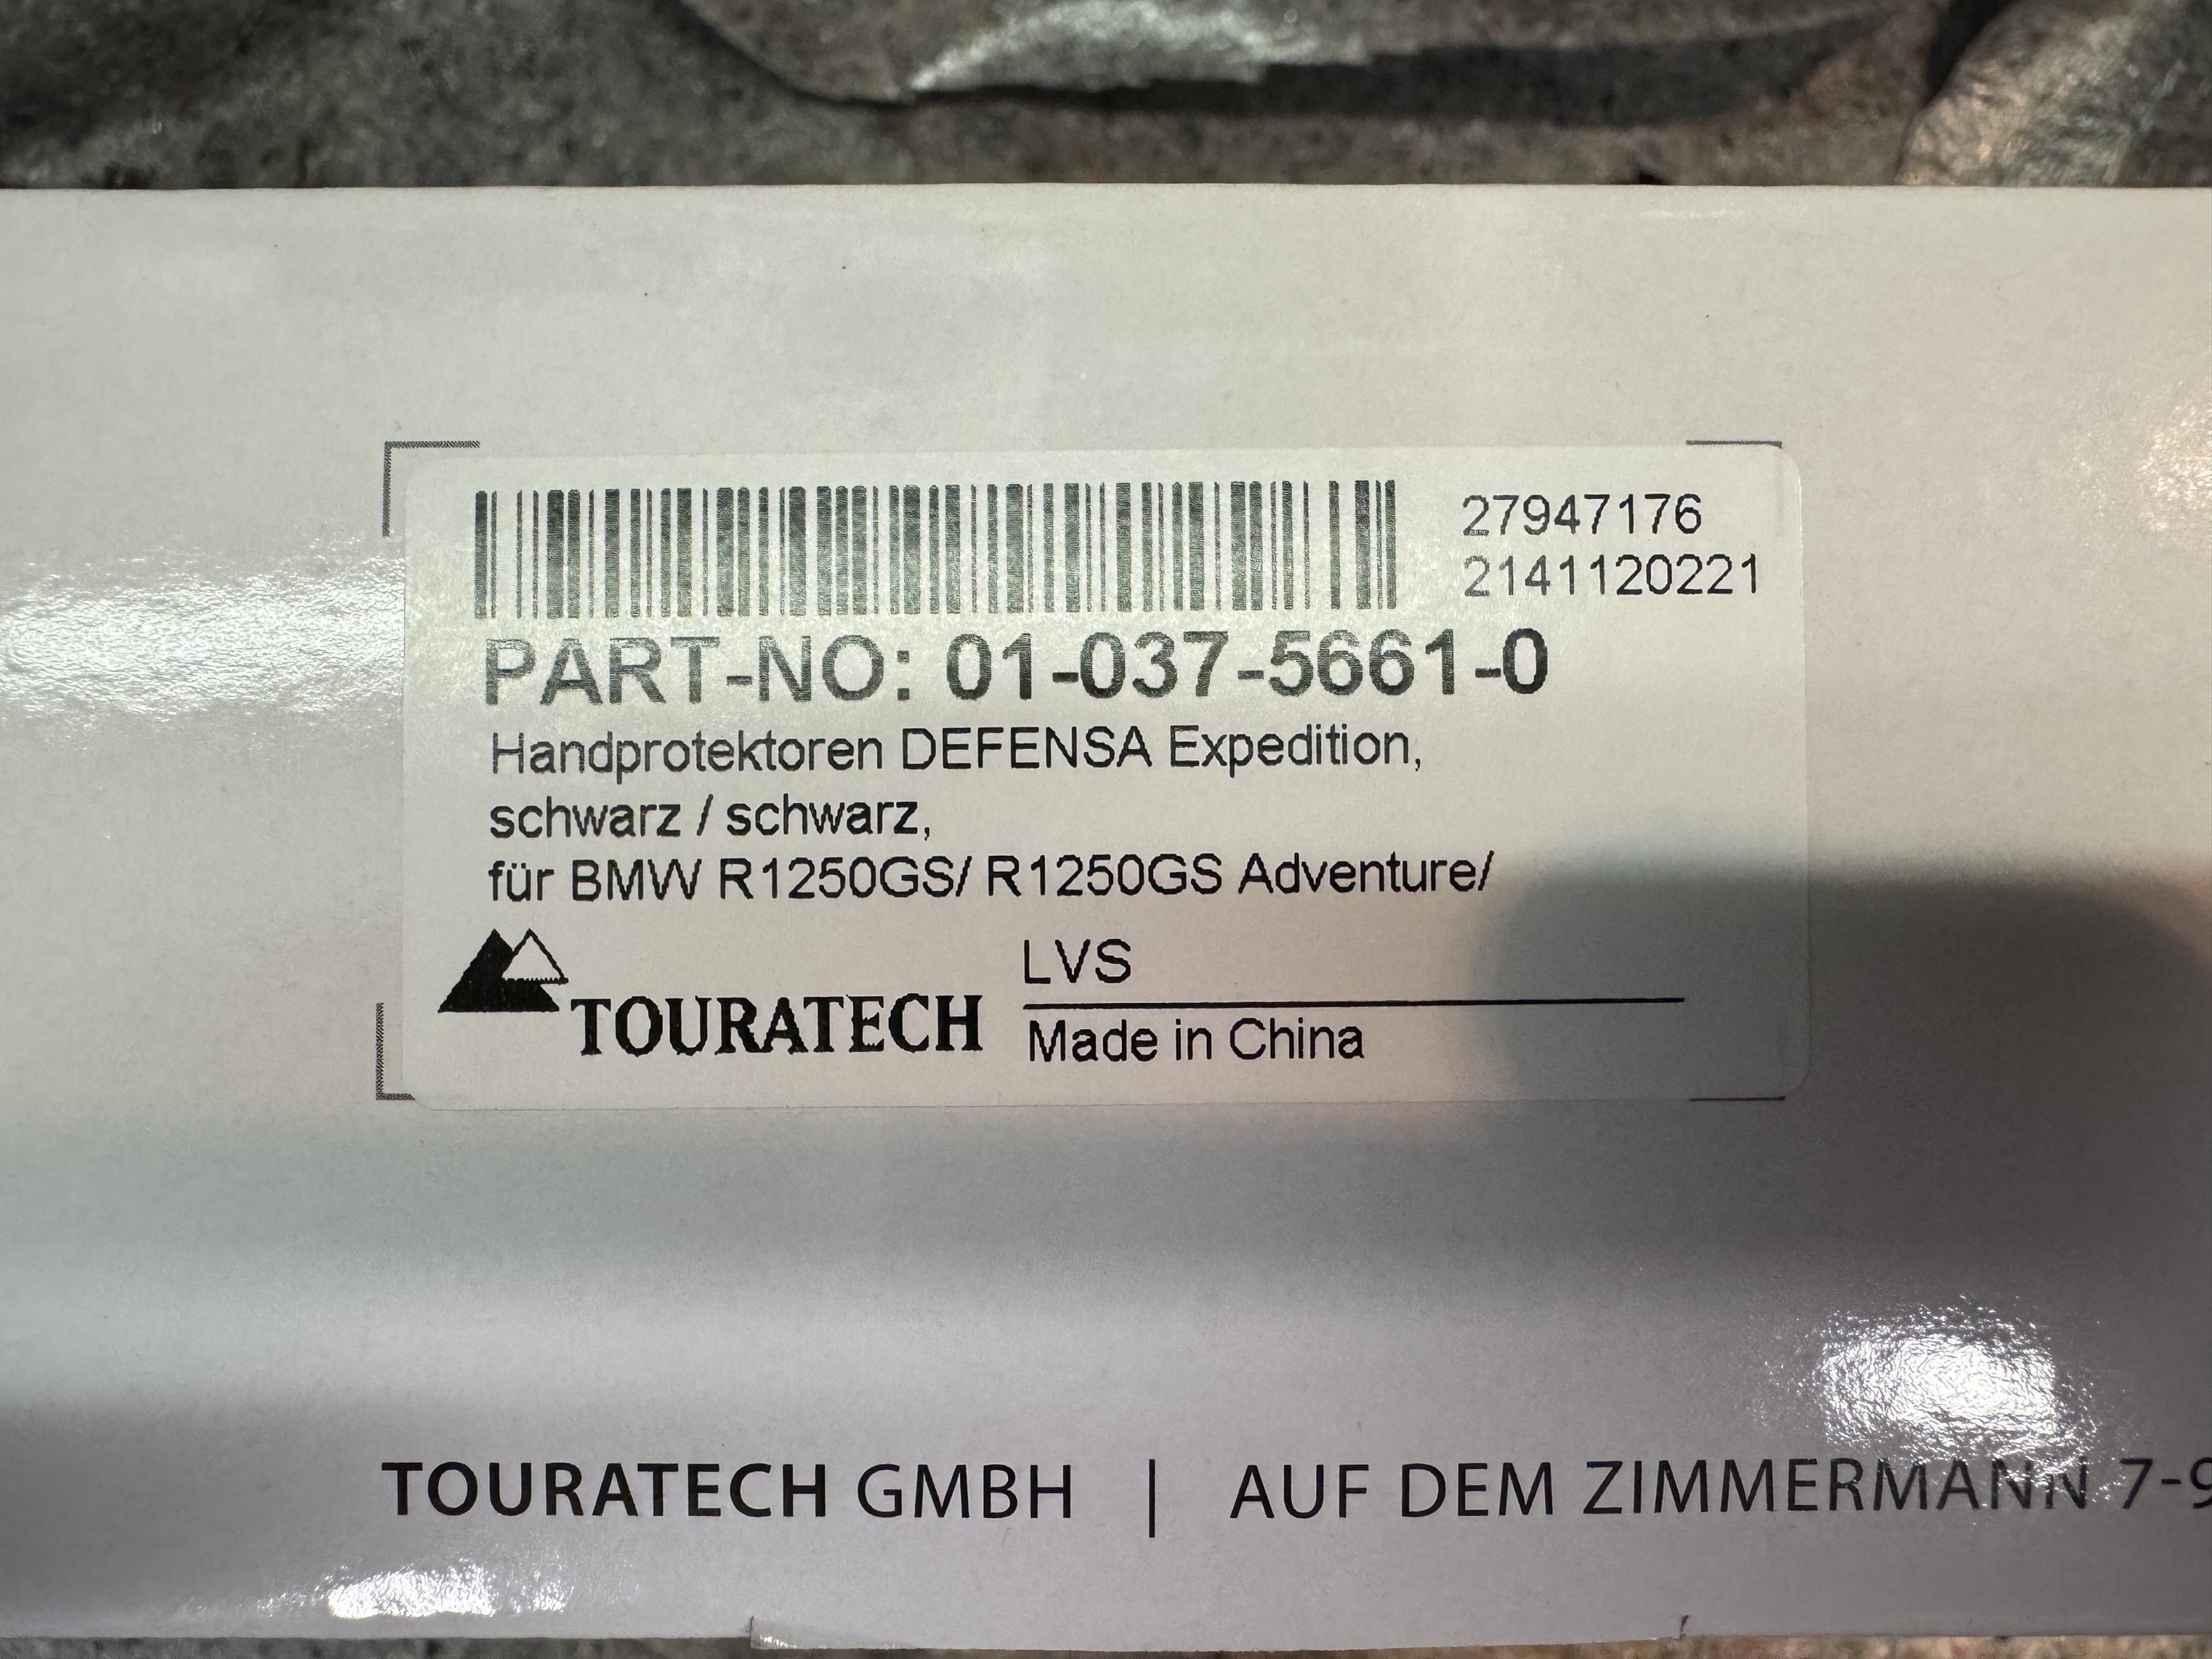 27947176
2141120221
PART-NO: 01-037-5661-0
Handprotektoren DEFENSA Expedition,
schwarz / schwarz,
für BMW R1250GS/ R1250GS Adventure/
LVS
TOURATECH
Made in China
TOURATECH GMBH | AUF DEM ZIMMERMANN 7-9